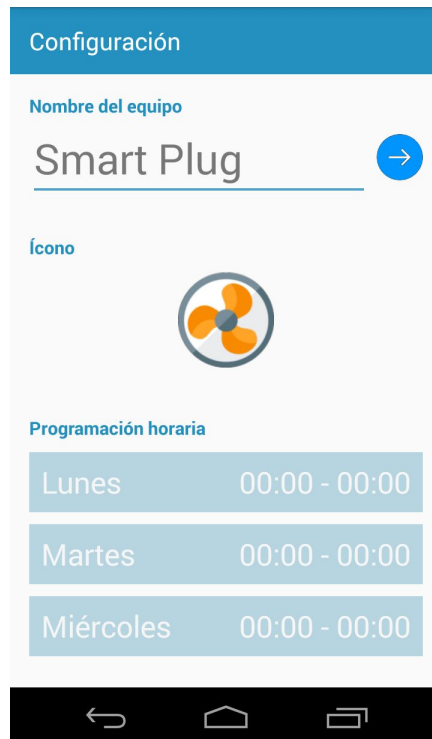 Configuración
Nombre del equipo
Smart Plug
Ícono
Programación horaria
Lunes 00:00 - 00:00
Martes 00:00 - 00:00
Miércoles 00:00 - 00:00